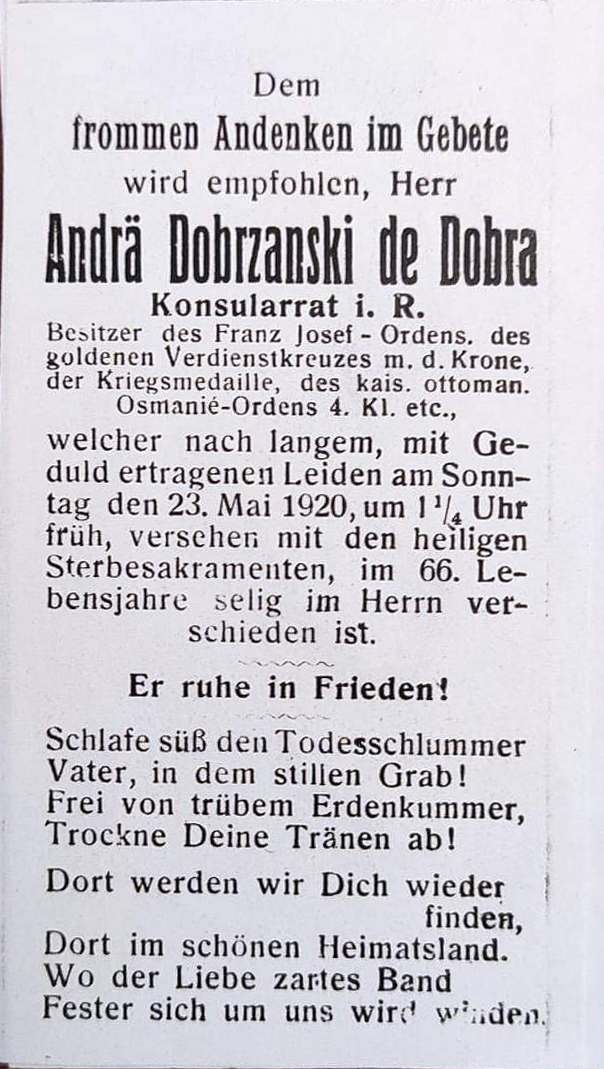 Dem
frommen Andenken im Gebete
wird empfohlen, Herr
Andrä Dobrzanski de Dobra
Konsularrat i. R.
Besitzer des Franz Josef - Ordens, des
goldenen Verdienstkreuzes m. d. Krone,
der Kriegsmedaille, des kais. ottoman.
Osmanié-Ordens 4. Kl. etc.,
welcher nach langem, mit Ge-
duld ertragenen Leiden am Sonn-
tag den 23. Mai 1920, um 1 1/4 Uhr
früh, versehen mit den heiligen
Sterbesakramenten, im 66. Le-
bensjahre selig im Herrn ver-
schieden ist.
Er ruhe in Frieden!
Schlafe süß den Todesschlummer
Vater, in dem stillen Grab!
Frei von trübem Erdenkummer,
Trockne Deine Tränen ab!
Dort werden wir Dich wieder
finden,
Dort im schönen Heimatsland.
Wo der Liebe zartes Band
Fester sich um uns wird winden.